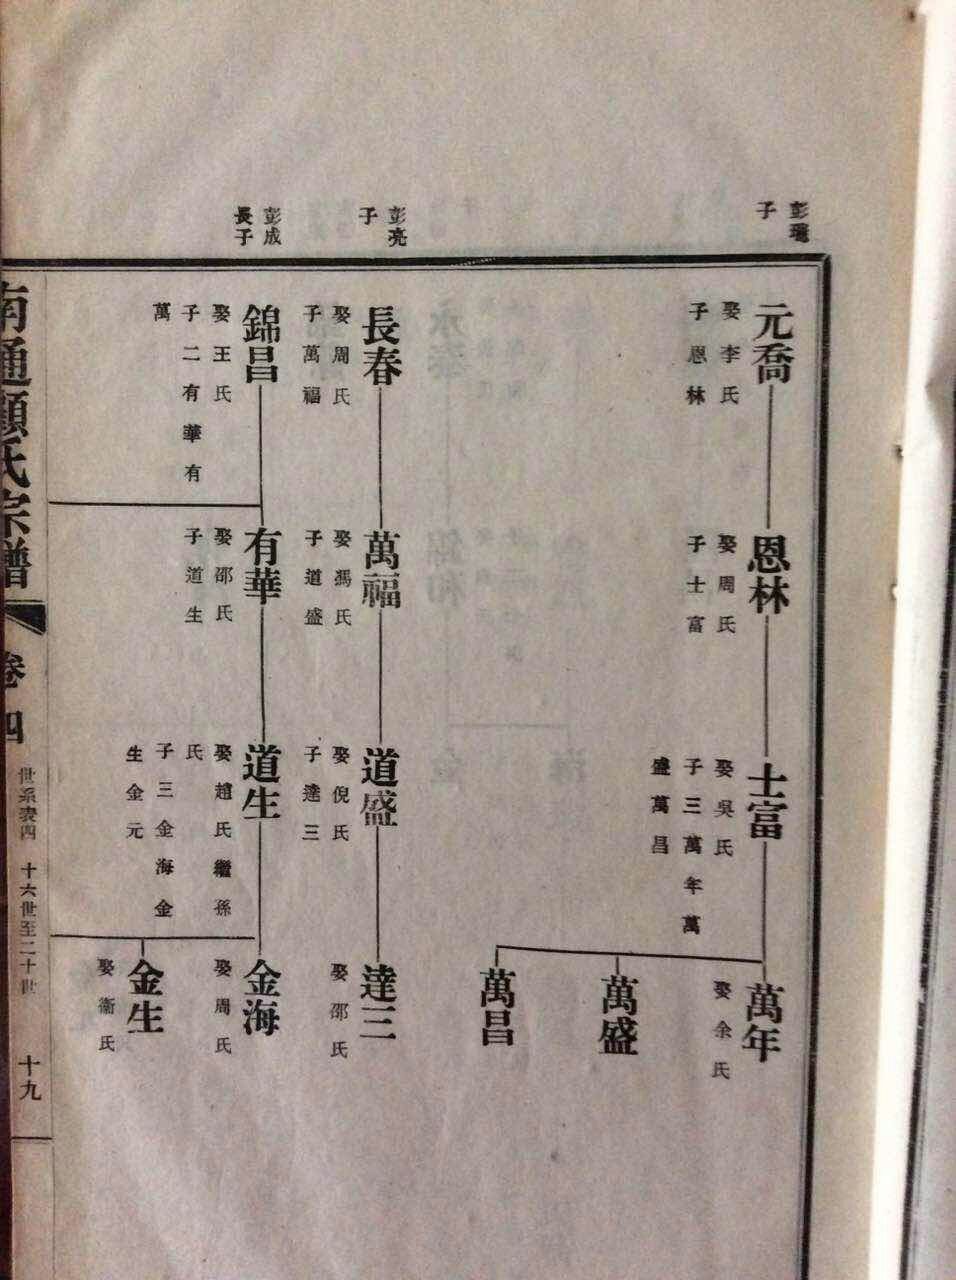 彭瓏
子
元喬
娶李氏
子恩林
恩林
娶周氏
子士富
士富
娶吳氏
子三萬年萬
盛萬昌
萬年
娶余氏
萬盛
萬昌
彭亮
子
長春
娶周氏
子萬福
萬福
娶馮氏
子道盛
道盛
娶倪氏
子達三
達三
娶邵氏
彭成
長子
錦昌
娶王氏
子二有華有
萬
有華
娶邵氏
子道生
道生
娶趙氏繼孫
氏
子三金海金
生金元
金海
娶周氏
金生
娶衞氏
南通顧氏宗譜
卷四
世系表四 十六世至二十世
十九